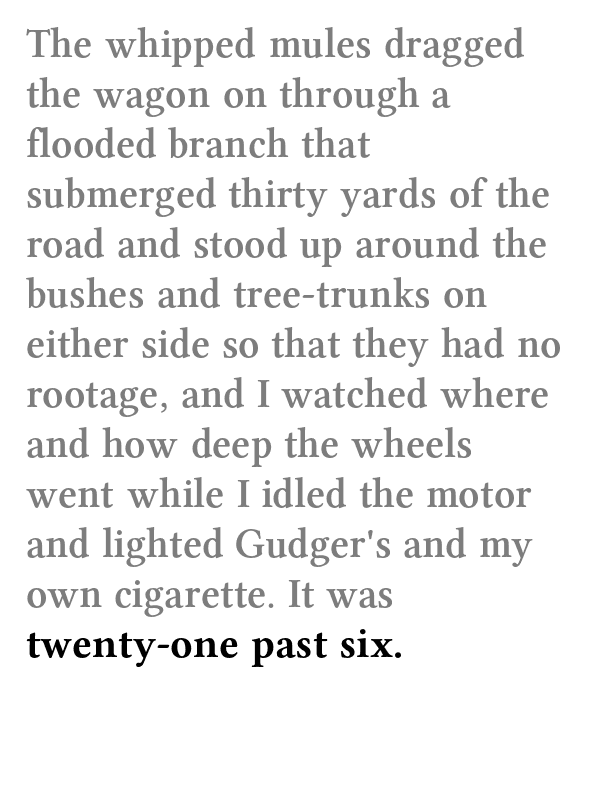 The whipped mules dragged
the wagon on through a
flooded branch that
submerged thirty yards of the
road and stood up around the
bushes and tree-trunks on
either side so that they had no
rootage, and I watched where
and how deep the wheels
went while I idled the motor
and lighted Gudger's and my
own cigarette. It was
twenty-one past six.